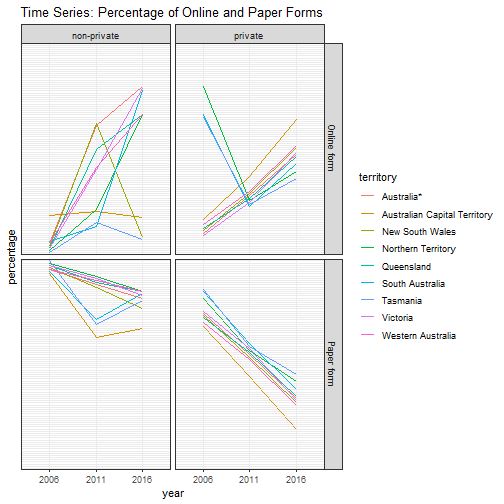 Time Series: Percentage of Online and Paper Forms
non-private
private
Online form
Paper form
percentage
2006
2011
2016
2006
2011
2016
year
territory
Australia*
Australian Capital Territory
New South Wales
Northern Territory
Queensland
South Australia
Tasmania
Victoria
Western Australia